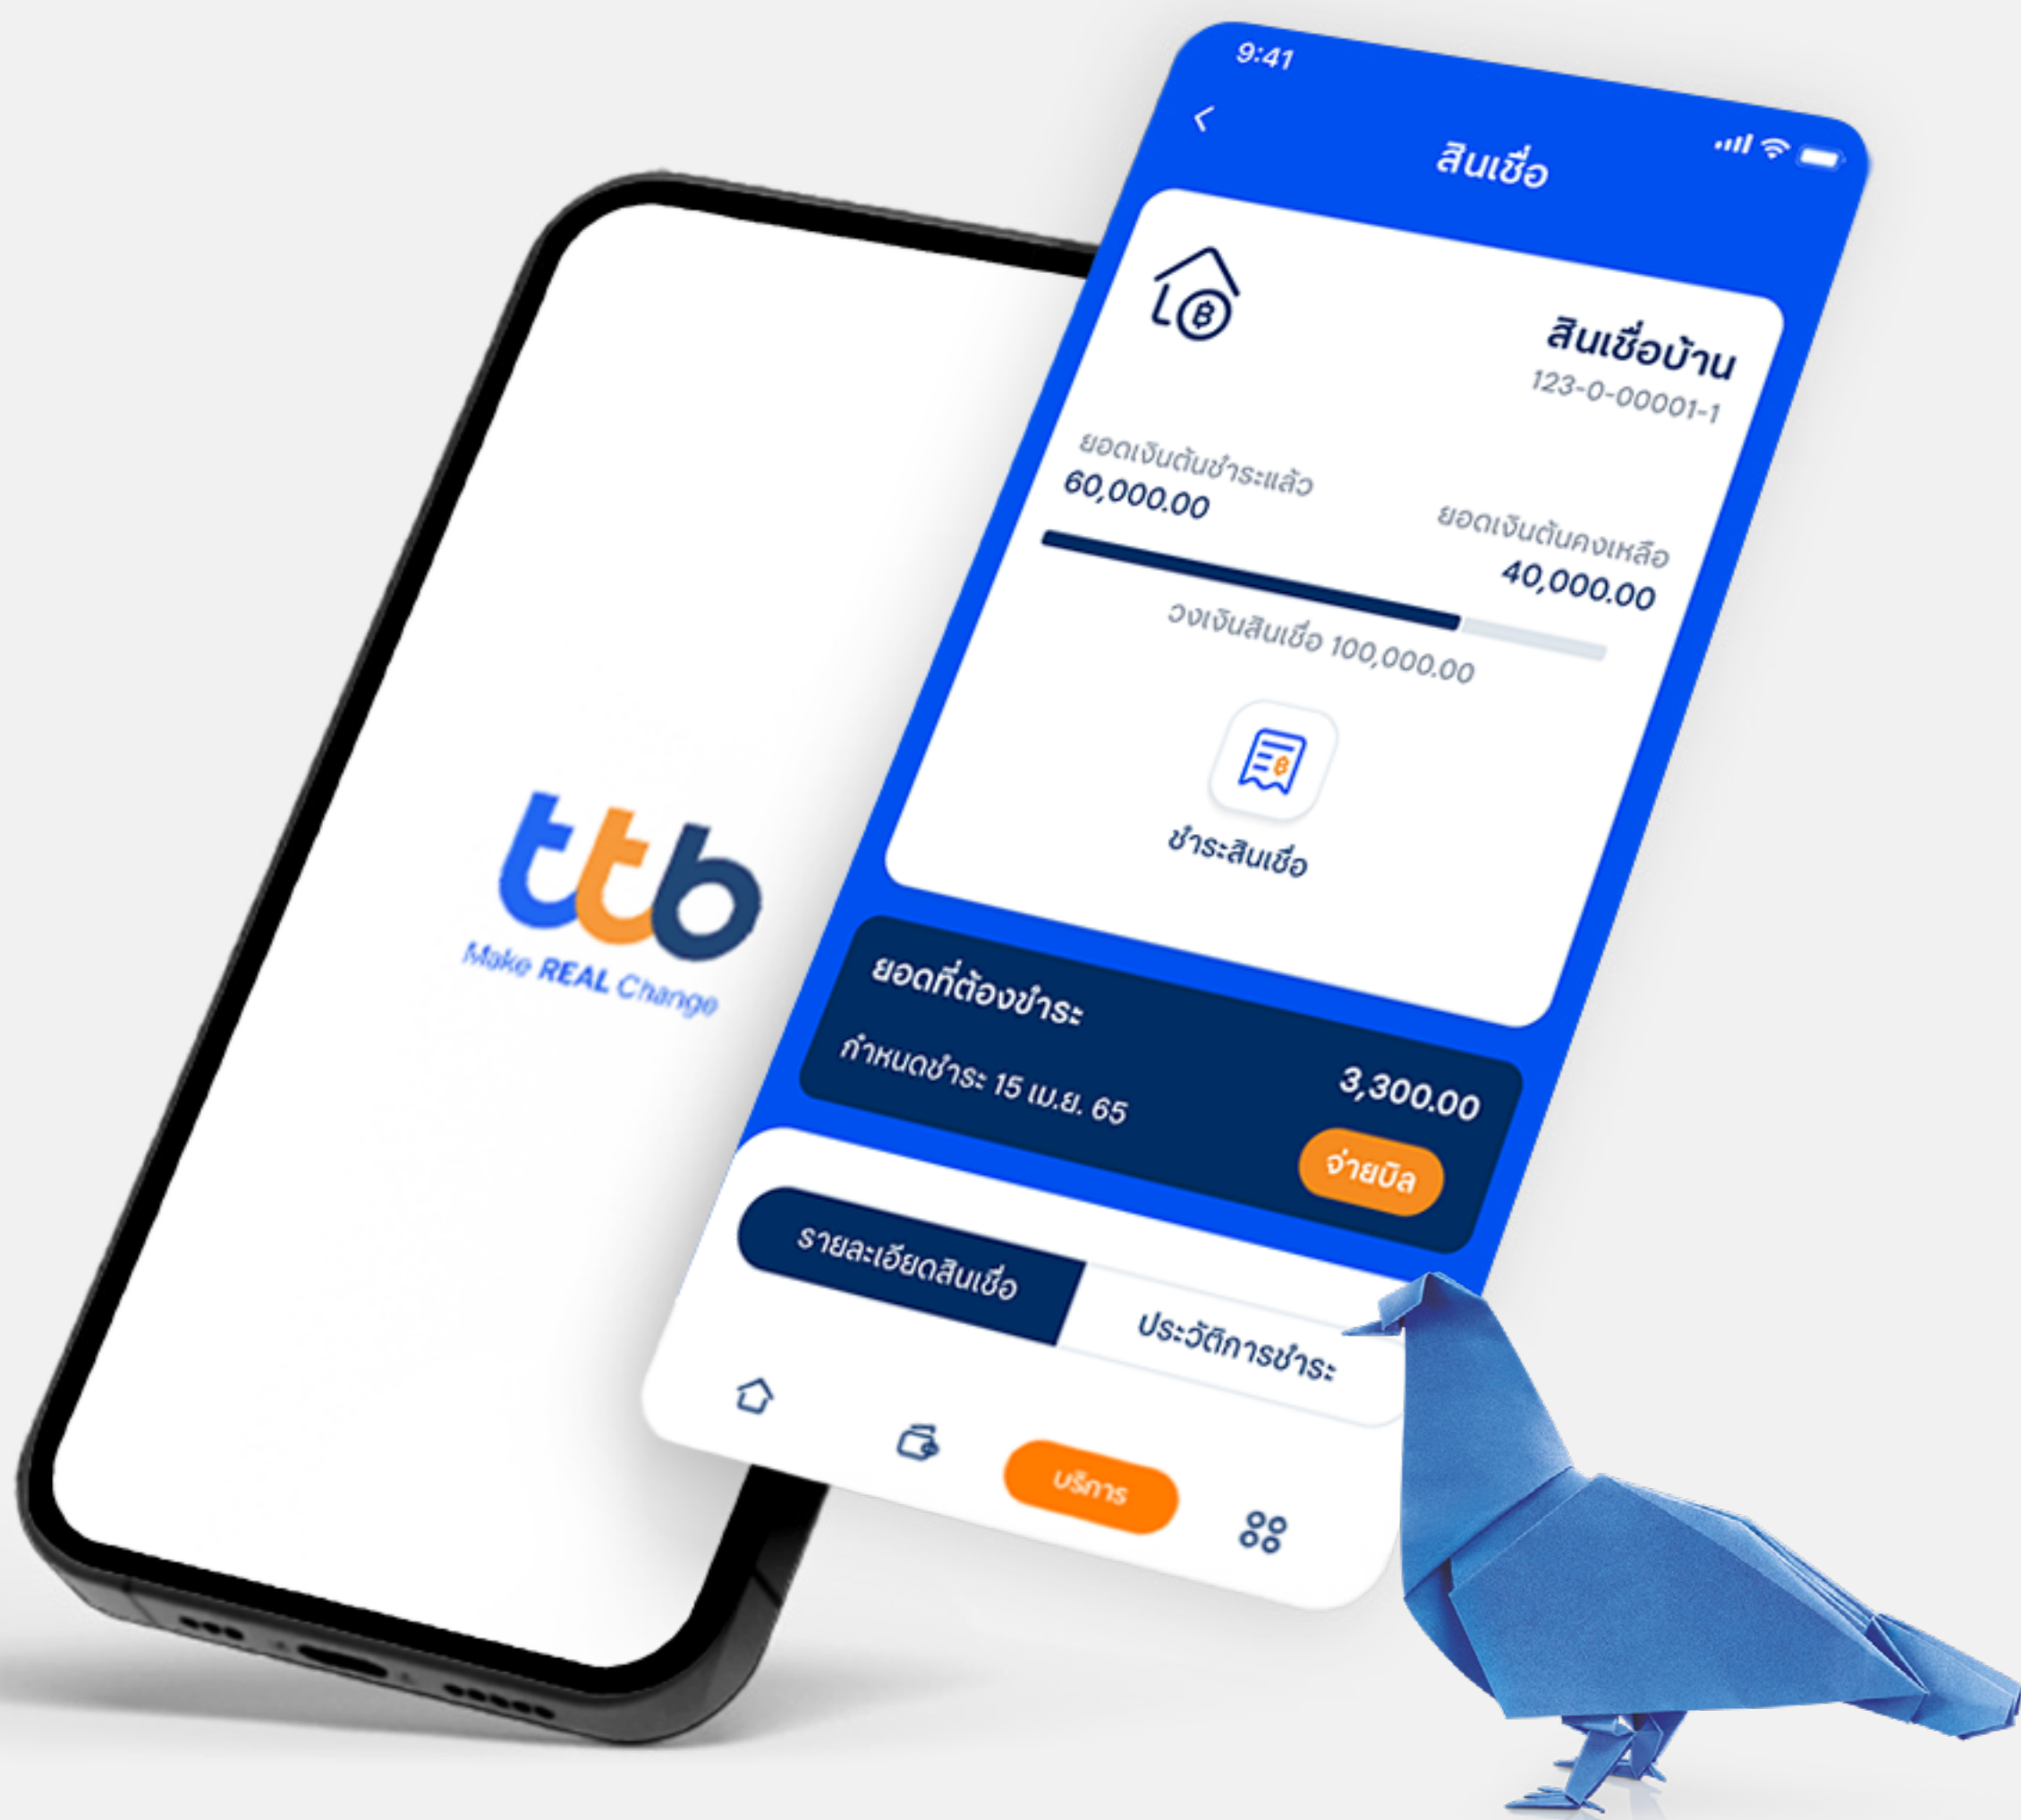 9:41
สินเชื่อ
สินเชื่อบ้าน
123-0-00001-1
ยอดเงินต้นชำระแล้ว
60,000.00
ยอดเงินต้นคงเหลือ
40,000.00
วงเงินสินเชื่อ 100,000.00
ชำระสินเชื่อ
ยอดที่ต้องชำระ
3,300.00
กำหนดชำระ 15 เม.ย. 65
จ่ายบิล
รายละเอียดสินเชื่อ
ประวัติการชำระ
บริการ
ttb
Make REAL Change